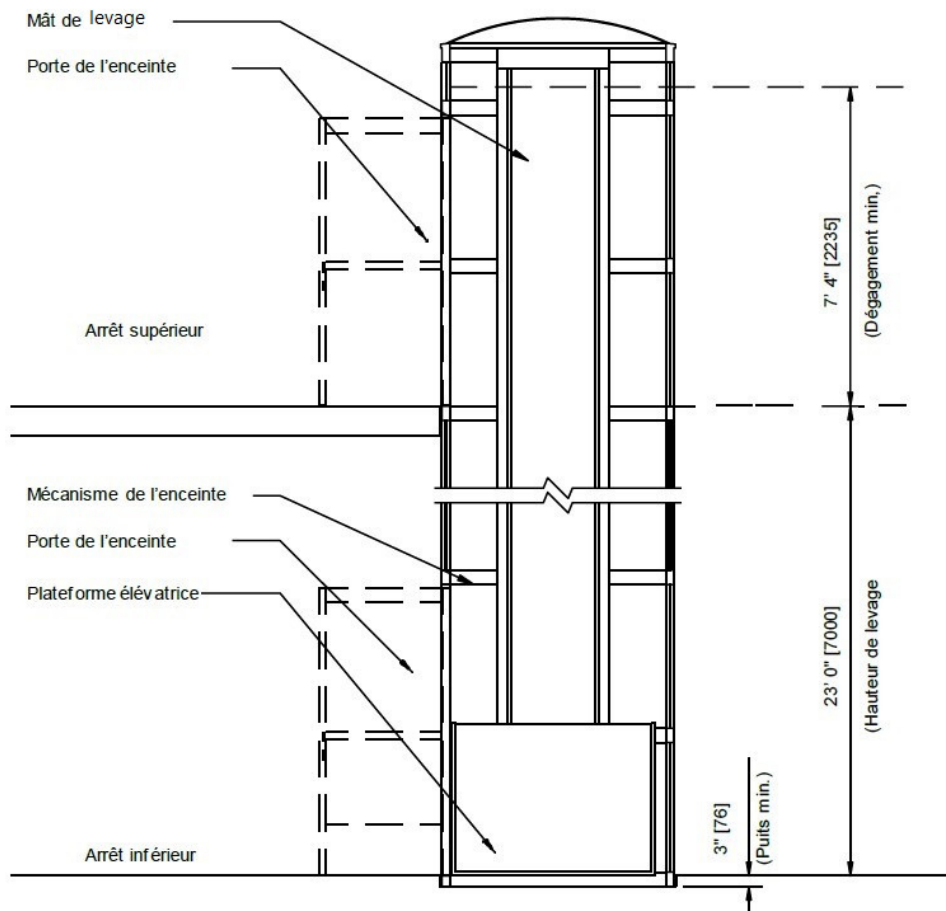 Mât de levage
Porte de l'enceinte
Arrêt supérieur
Mécanisme de l'enceinte
Porte de l'enceinte
Plateforme élévatrice
Arrêt inférieur
7' 4" [2235]
(Dégagement min,)
23' 0" [7000]
(Hauteur de levage)
3" [76]
(Puits min.)